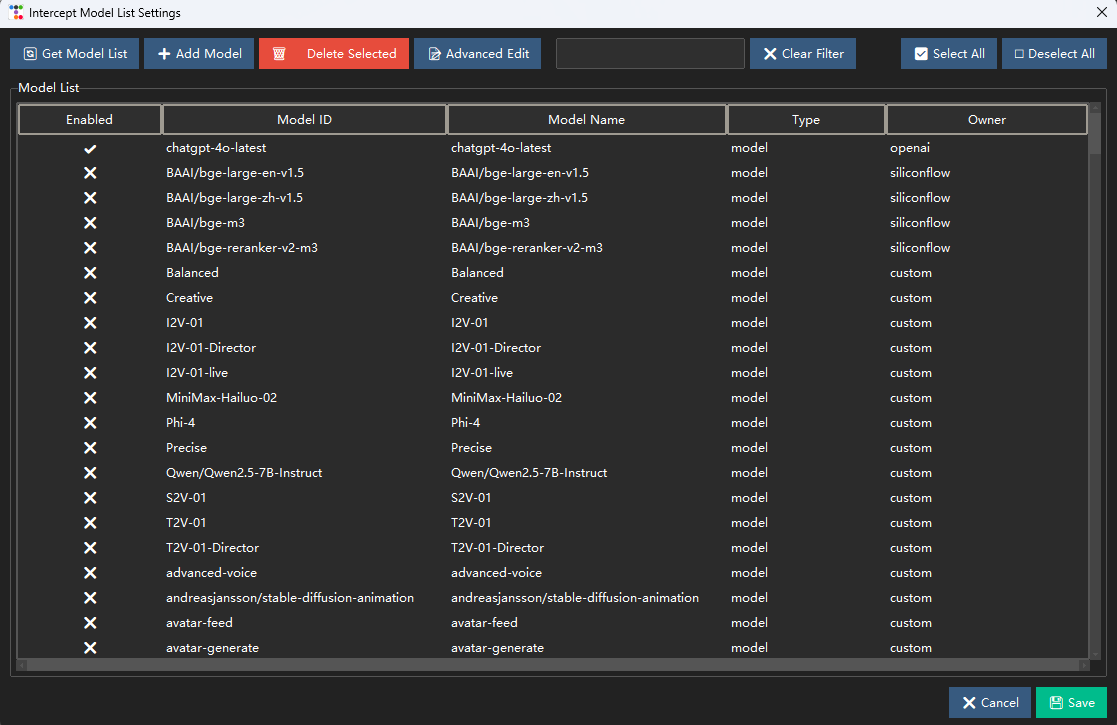 Intercept Model List Settings
Get Model List Add Model Delete Selected Advanced Edit Clear Filter Select All Deselect All
Model List
Enabled Model ID Model Name Type Owner
chatgpt-4o-latest chatgpt-4o-latest model openai
BAAI/bge-large-en-v1.5 BAAI/bge-large-en-v1.5 model siliconflow
BAAI/bge-large-zh-v1.5 BAAI/bge-large-zh-v1.5 model siliconflow
BAAI/bge-m3 BAAI/bge-m3 model siliconflow
BAAI/bge-reranker-v2-m3 BAAI/bge-reranker-v2-m3 model siliconflow
Balanced Balanced model custom
Creative Creative model custom
I2V-01 I2V-01 model custom
I2V-01-Director I2V-01-Director model custom
I2V-01-live I2V-01-live model custom
MiniMax-Hailuo-02 MiniMax-Hailuo-02 model custom
Phi-4 Phi-4 model custom
Precise Precise model custom
Qwen/Qwen2.5-7B-Instruct Qwen/Qwen2.5-7B-Instruct model custom
S2V-01 S2V-01 model custom
T2V-01 T2V-01 model custom
T2V-01-Director T2V-01-Director model custom
advanced-voice advanced-voice model custom
andreasjansson/stable-diffusion-animation andreasjansson/stable-diffusion-animation model custom
avatar-feed avatar-feed model custom
avatar-generate avatar-generate model custom
Cancel Save